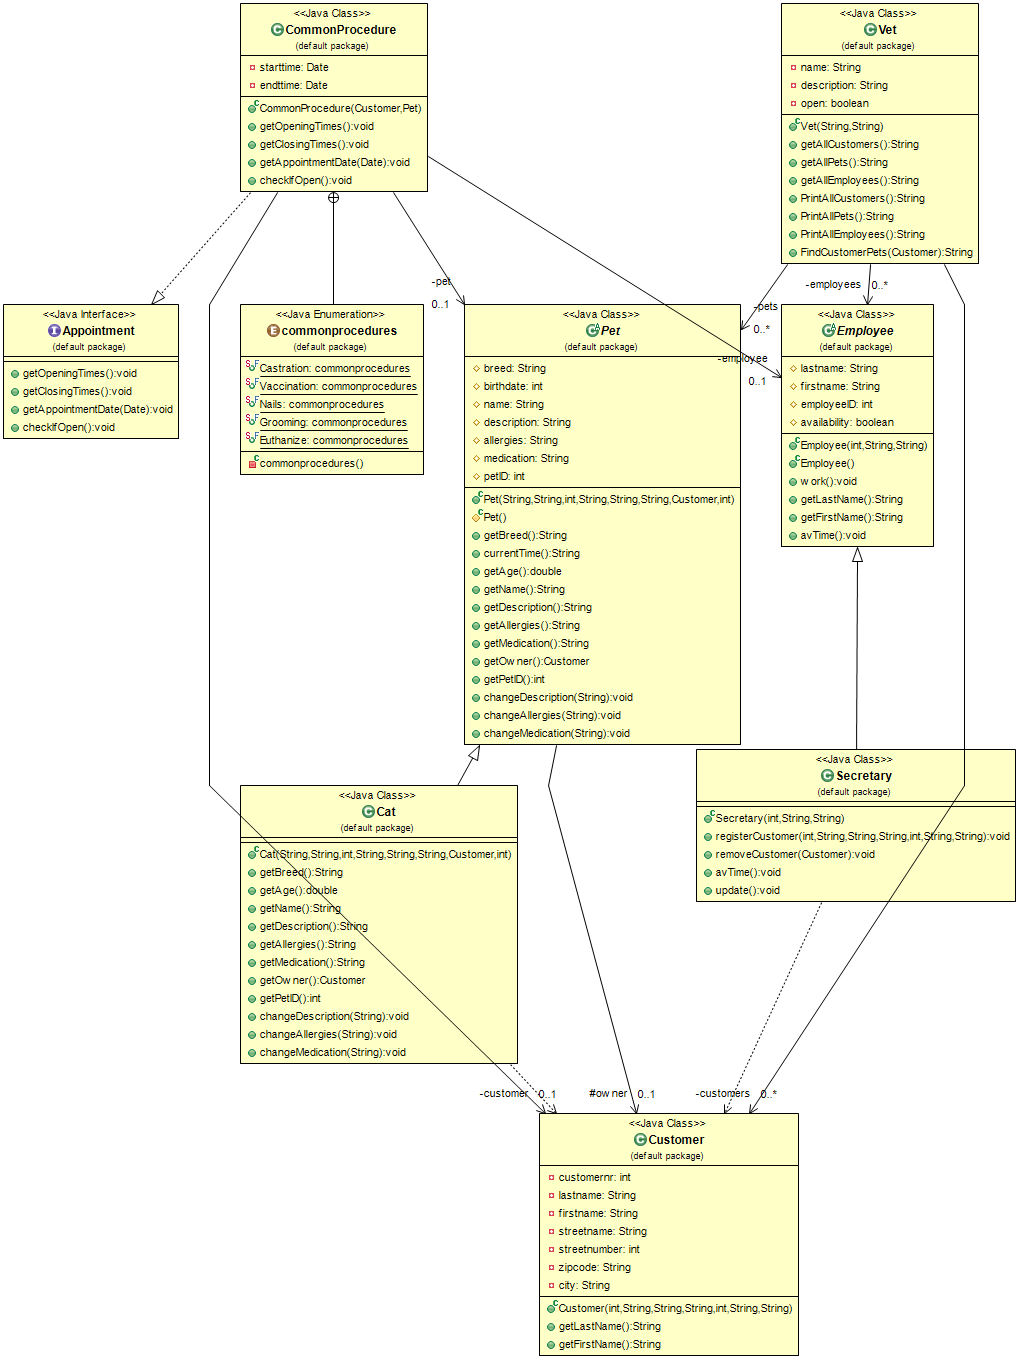 <<Java Class>>
CommonProcedure
(default package)
starttime: Date
endttime: Date
CommonProcedure(Customer,Pet)
getOpeningTimes():void
getClosingTimes():void
getAppointmentDate(Date):void
checkIfOpen():void
<<Java Class>>
Vet
(default package)
name: String
description: String
open: boolean
Vet(String,String)
getAllCustomers():String
getAllPets():String
getAllEmployees():String
PrintAllCustomers():String
PrintAllPets():String
PrintAllEmployees():String
FindCustomerPets(Customer):String
-pet
0..1
-employees 0..*
-pets
0..*
-employee
0..1
<<Java Interface>>
Appointment
(default package)
getOpeningTimes():void
getClosingTimes():void
getAppointmentDate(Date):void
checkIfOpen():void
<<Java Enumeration>>
commonprocedures
(default package)
Castration: commonprocedures
Vaccination: commonprocedures
Nails: commonprocedures
Grooming: commonprocedures
Euthanize: commonprocedures
commonprocedures()
<<Java Class>>
Pet
(default package)
breed: String
birthdate: int
name: String
description: String
allergies: String
medication: String
petID: int
Pet(String,String,int,String,String,String,Customer,int)
Pet()
getBreed():String
currentTime():String
getAge():double
getName():String
getDescription():String
getAllergies():String
getMedication():String
getOwner():Customer
getPetID():int
changeDescription(String):void
changeAllergies(String):void
changeMedication(String):void
<<Java Class>>
Employee
(default package)
lastname: String
firstname: String
employeeID: int
availability: boolean
Employee(int,String,String)
Employee()
work():void
getLastName():String
getFirstName():String
avTime():void
<<Java Class>>
Cat
(default package)
Cat(String,String,int,String,String,String,Customer,int)
getBreed():String
getAge():double
getName():String
getDescription():String
getAllergies():String
getMedication():String
getOwner():Customer
getPetID():int
changeDescription(String):void
changeAllergies(String):void
changeMedication(String):void
<<Java Class>>
Secretary
(default package)
Secretary(int,String,String)
registerCustomer(int,String,String,String,int,String,String):void
removeCustomer(Customer):void
avTime():void
update():void
-customer 0..1
#owner 0..1
-customers 0..*
<<Java Class>>
Customer
(default package)
customernr: int
lastname: String
firstname: String
streetname: String
streetnumber: int
zipcode: String
city: String
Customer(int,String,String,String,int,String,String)
getLastName():String
getFirstName():String